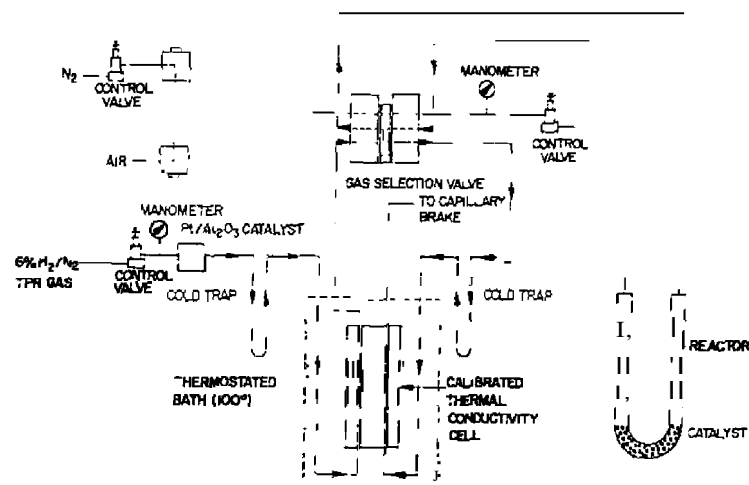 MANOMETER
N₂
CONTROL
VALVE
CONTROL
VALVE
AIR
GAS SELECTION VALVE
TO CAPILLARY
BRAKE
MANOMETER
Pt/Al₂O₃ CATALYST
6% H₂/N₂
TPR GAS
CONTROL
VALVE
COLD TRAP
COLD TRAP
REACTOR
THERMOSTATED
BATH (100°)
CALIBRATED
THERMAL
CONDUCTIVITY
CELL
CATALYST